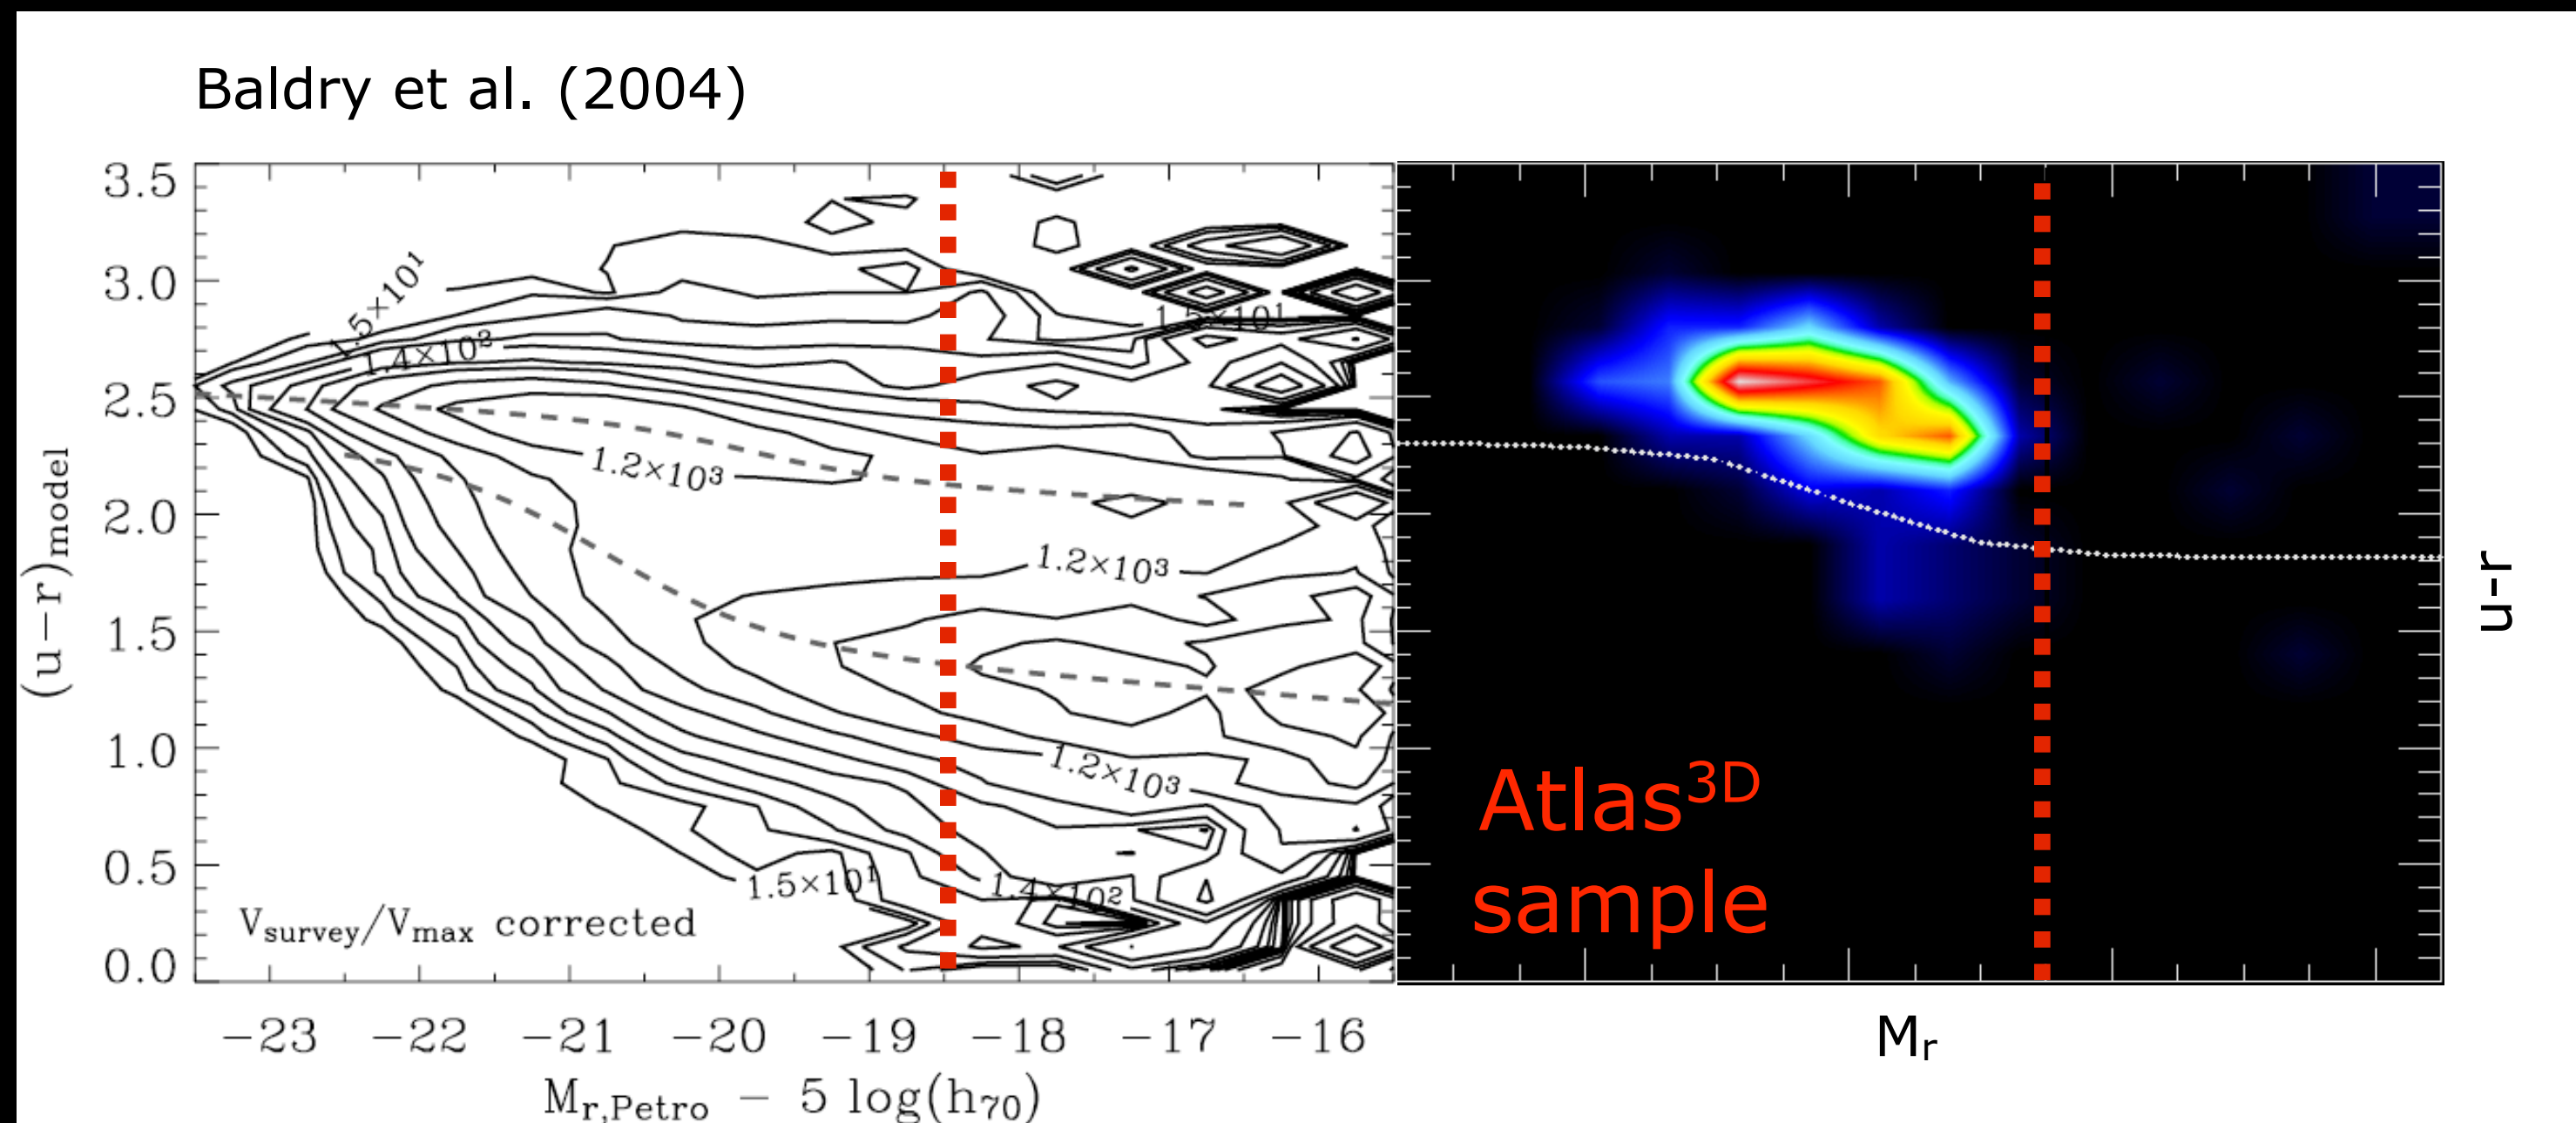 Baldry et al. (2004)
3.5
3.0
2.5
2.0
1.5
1.0
0.5
0.0
(u−r)model
1.5×10¹
1.4×10²
1.5×10¹
1.2×10³
1.2×10³
1.2×10³
1.5×10¹
1.4×10²
Vsurvey/Vmax corrected
−23 −22 −21 −20 −19 −18 −17 −16
Mr,Petro − 5 log(h70)
Atlas3D
sample
Mr
u-r